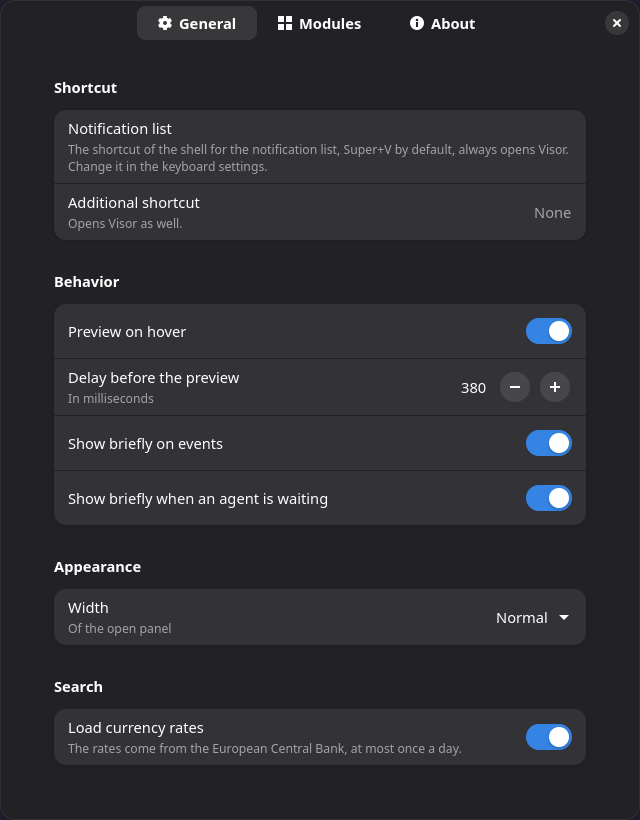 General
Modules
About
Shortcut
Notification list
The shortcut of the shell for the notification list, Super+V by default, always opens Visor.
Change it in the keyboard settings.
Additional shortcut
Opens Visor as well.
None
Behavior
Preview on hover
Delay before the preview
In milliseconds
380
Show briefly on events
Show briefly when an agent is waiting
Appearance
Width
Of the open panel
Normal
Search
Load currency rates
The rates come from the European Central Bank, at most once a day.